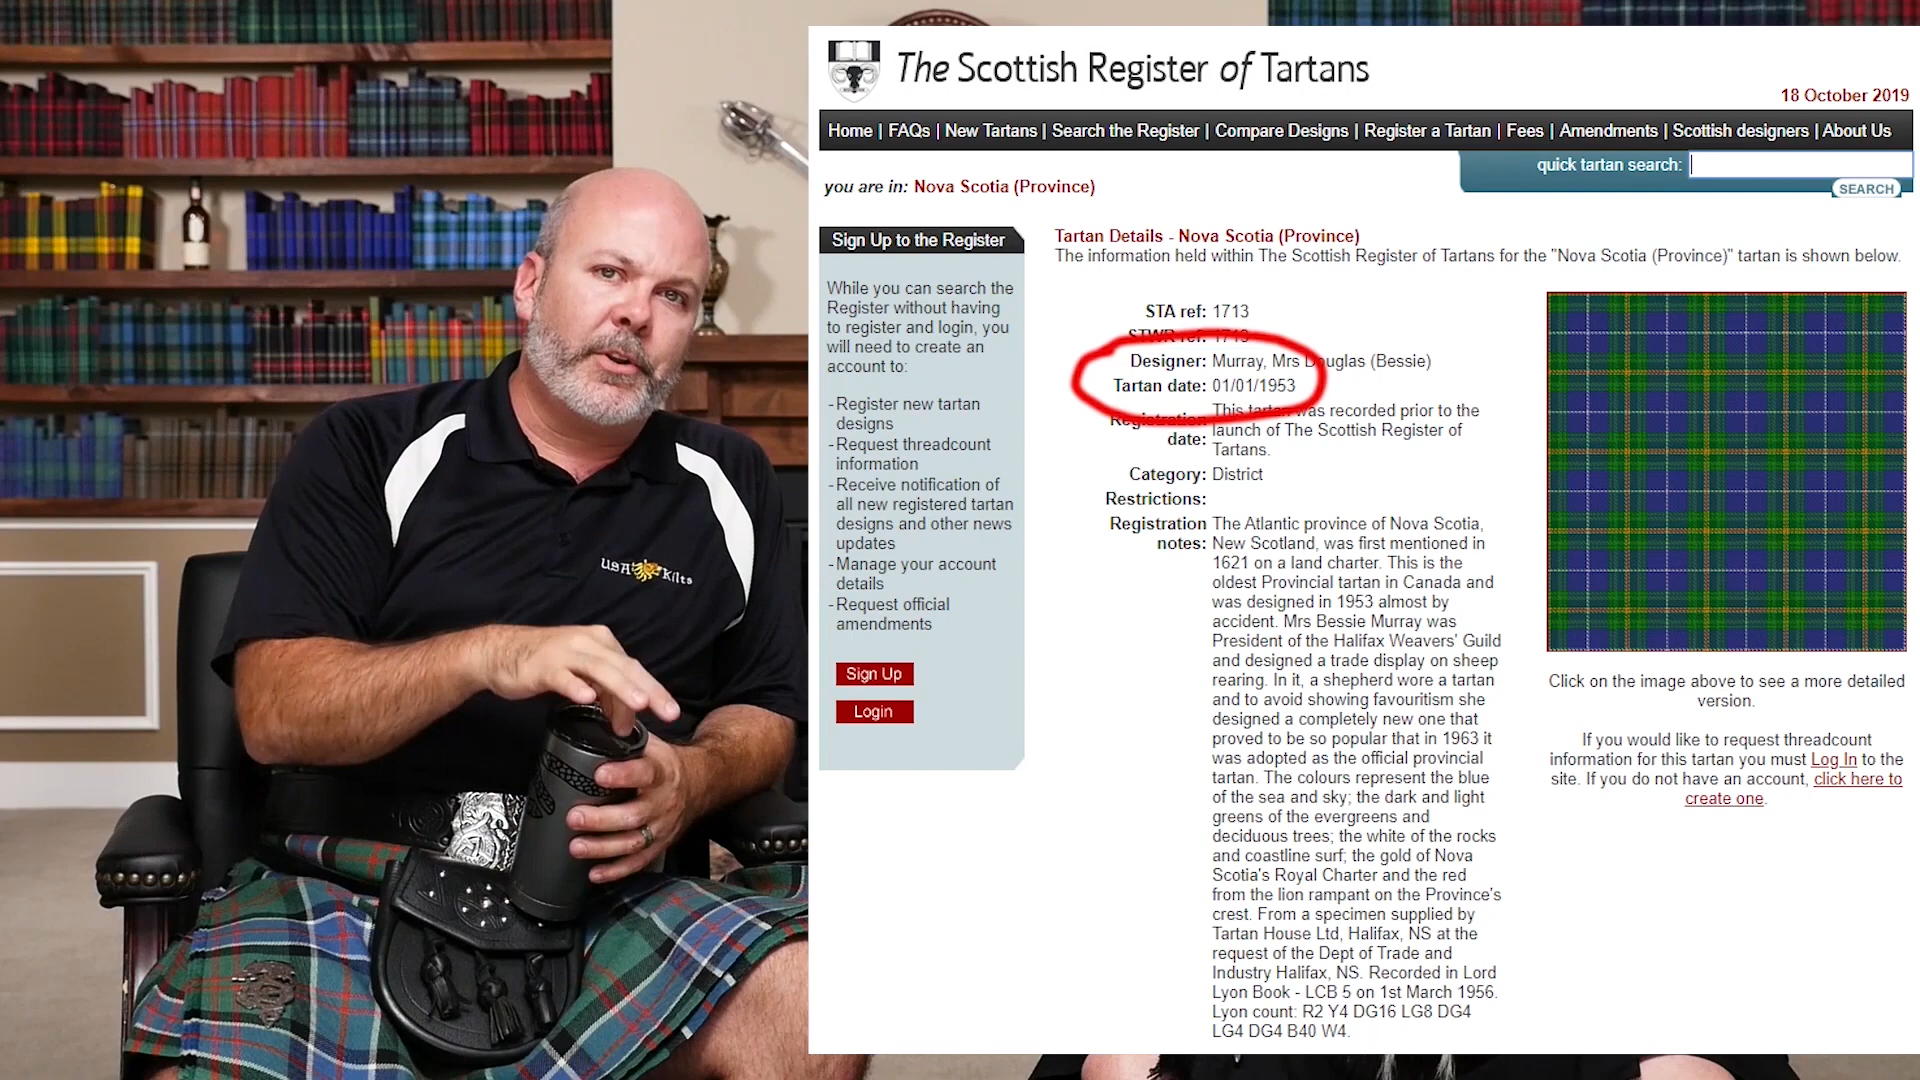 The Scottish Register of Tartans
18 October 2019
Home | FAQs | New Tartans | Search the Register | Compare Designs | Register a Tartan | Fees | Amendments | Scottish designers | About Us
quick tartan search:
SEARCH
you are in: Nova Scotia (Province)
Sign Up to the Register
While you can search the
Register without having
to register and login, you
will need to create an
account to:
-Register new tartan
designs
-Request threadcount
information
-Receive notification of
all new registered tartan
designs and other news
updates
-Manage your account
details
-Request official
amendments
Sign Up
Login
Tartan Details - Nova Scotia (Province)
The information held within The Scottish Register of Tartans for the "Nova Scotia (Province)" tartan is shown below.
STA ref: 1713
STWR ref: 1713
Designer: Murray, Mrs Douglas (Bessie)
Tartan date: 01/01/1953
Registration date: This tartan was recorded prior to the
launch of The Scottish Register of
Tartans.
Category: District
Restrictions:
Registration notes: The Atlantic province of Nova Scotia,
New Scotland, was first mentioned in
1621 on a land charter. This is the
oldest Provincial tartan in Canada and
was designed in 1953 almost by
accident. Mrs Bessie Murray was
President of the Halifax Weavers' Guild
and designed a trade display on sheep
rearing. In it, a shepherd wore a tartan
and to avoid showing favouritism she
designed a completely new one that
proved to be so popular that in 1963 it
was adopted as the official provincial
tartan. The colours represent the blue
of the sea and sky; the dark and light
greens of the evergreens and
deciduous trees; the white of the rocks
and coastline surf; the gold of Nova
Scotia's Royal Charter and the red
from the lion rampant on the Province's
crest. From a specimen supplied by
Tartan House Ltd, Halifax, NS at the
request of the Dept of Trade and
Industry Halifax, NS. Recorded in Lord
Lyon Book - LCB 5 on 1st March 1956.
Lyon count: R2 Y4 DG16 LG8 DG4
LG4 DG4 B40 W4.
Click on the image above to see a more detailed
version.
If you would like to request threadcount
information for this tartan you must Log In to the
site. If you do not have an account, click here to
create one.
USA Kilts